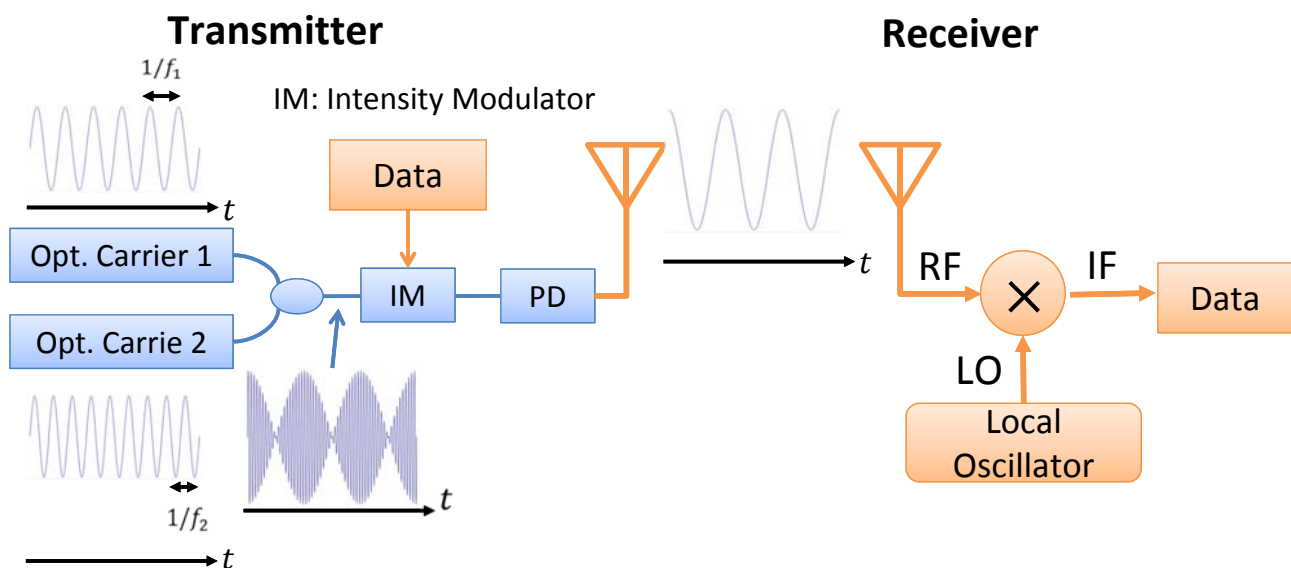 Transmitter
Receiver
1/f₁
IM: Intensity Modulator
Data
t
t
Opt. Carrier 1
IM
PD
RF
×
IF
Data
Opt. Carrie 2
LO
Local
Oscillator
t
1/f₂
t